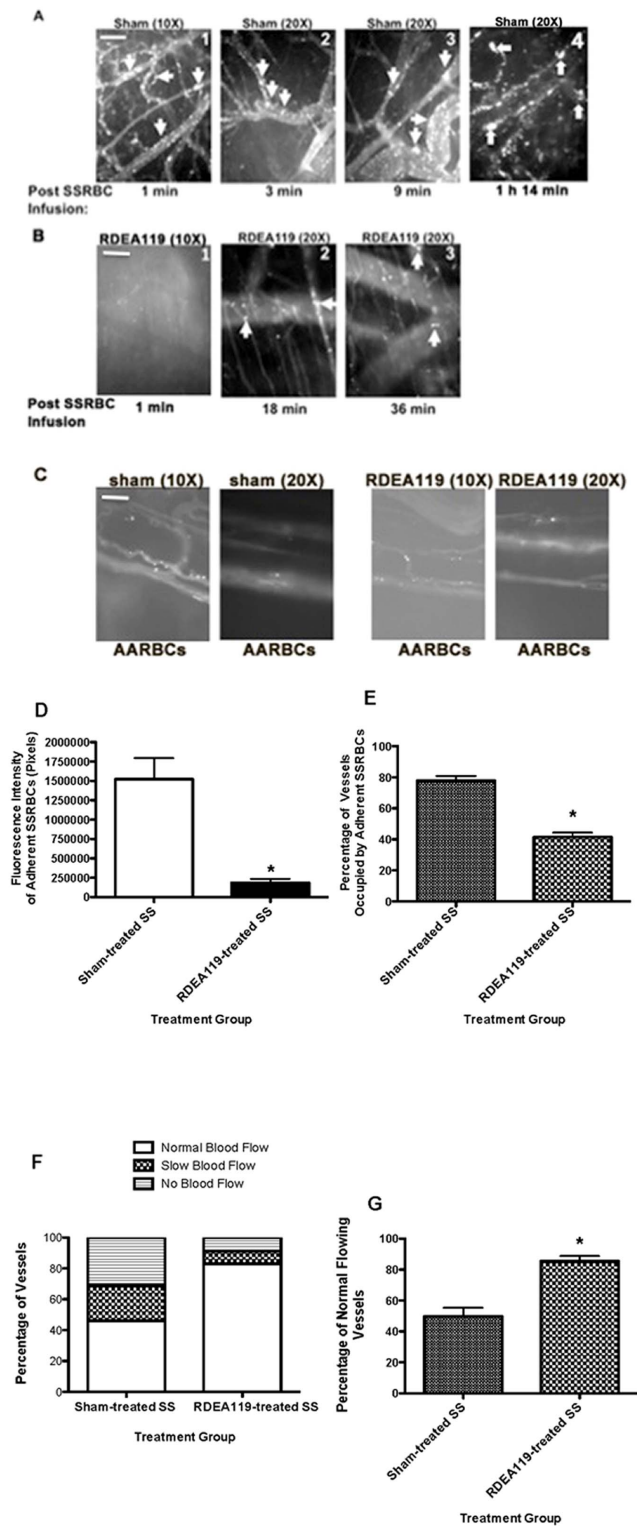 A
Sham (10X) Sham (20X) Sham (20X) Sham (20X)
1 2 3 4
Post SSRBC Infusion:
1 min 3 min 9 min 1 h 14 min
B
RDEA119 (10X) RDEA119 (20X) RDEA119 (20X)
1 2 3
Post SSRBC Infusion
1 min 18 min 36 min
C
sham (10X) sham (20X) RDEA119 (10X) RDEA119 (20X)
AARBCs AARBCs AARBCs AARBCs
D
Fluorescence Intensity
of Adherent SSRBCs (Pixels)
2000000
1750000
1500000
1250000
1000000
750000
500000
250000
0
*
Sham-treated SS
RDEA119-treated SS
Treatment Group
E
Percentage of Vessels
Occupied by Adherent SSRBCs
100
80
60
40
20
0
*
Sham-treated SS
RDEA119-treated SS
Treatment Group
F
Normal Blood Flow
Slow Blood Flow
No Blood Flow
Percentage of Vessels
100
80
60
40
20
0
Sham-treated SS RDEA119-treated SS
Treatment Group
G
Percentage of Normal Flowing
Vessels
100
80
60
40
20
0
*
Sham-treated SS
RDEA119-treated SS
Treatment Group